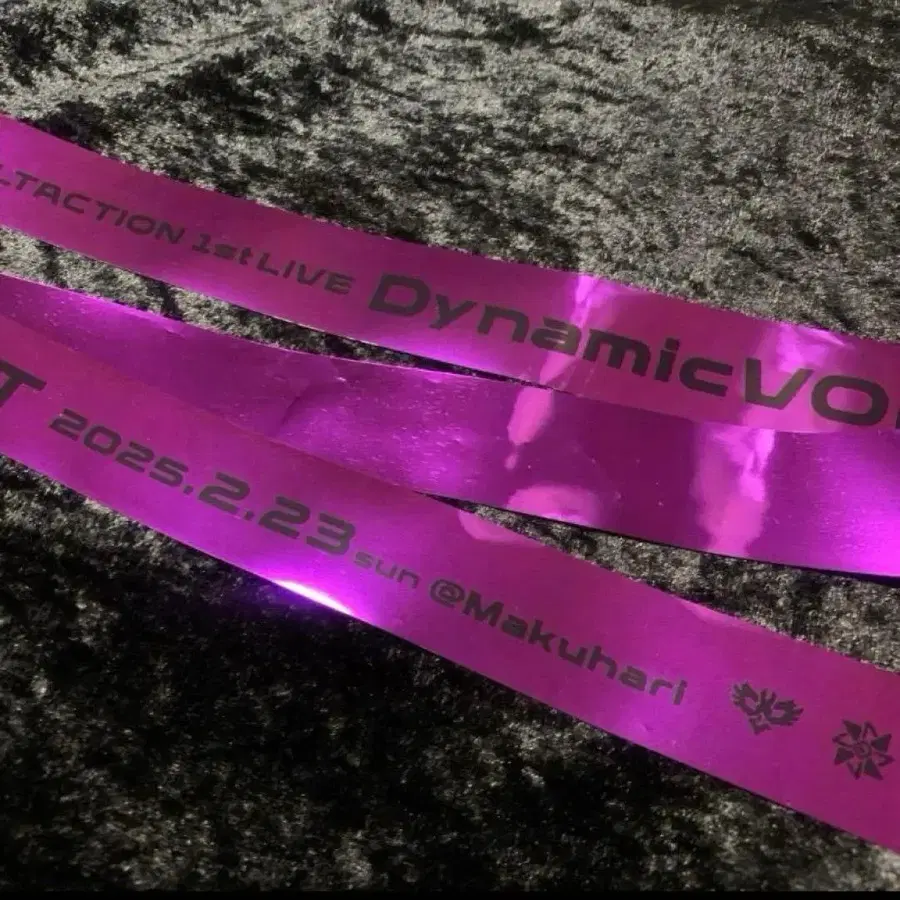 LTACTION 1st LIVE DynamicVO
T 2025.2.23 sun @Makuhari